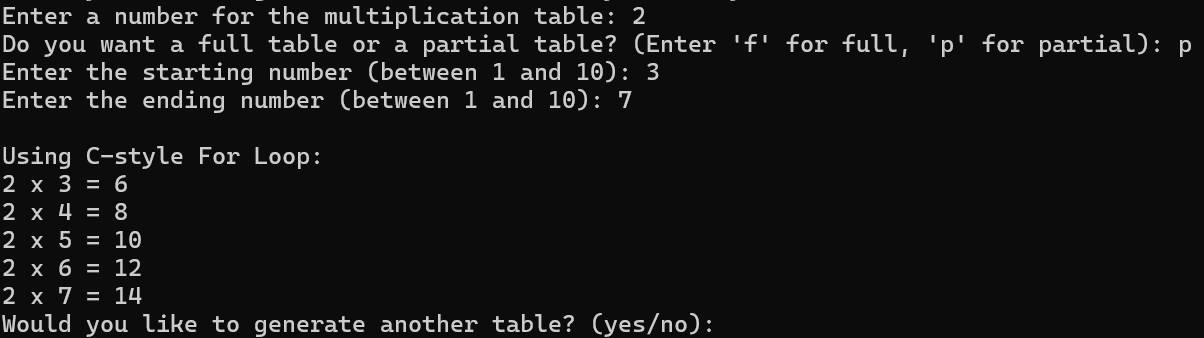 Enter a number for the multiplication table: 2
Do you want a full table or a partial table? (Enter 'f' for full, 'p' for partial): p
Enter the starting number (between 1 and 10): 3
Enter the ending number (between 1 and 10): 7
Using C-style For Loop:
2 x 3 = 6
2 x 4 = 8
2 x 5 = 10
2 x 6 = 12
2 x 7 = 14
Would you like to generate another table? (yes/no):